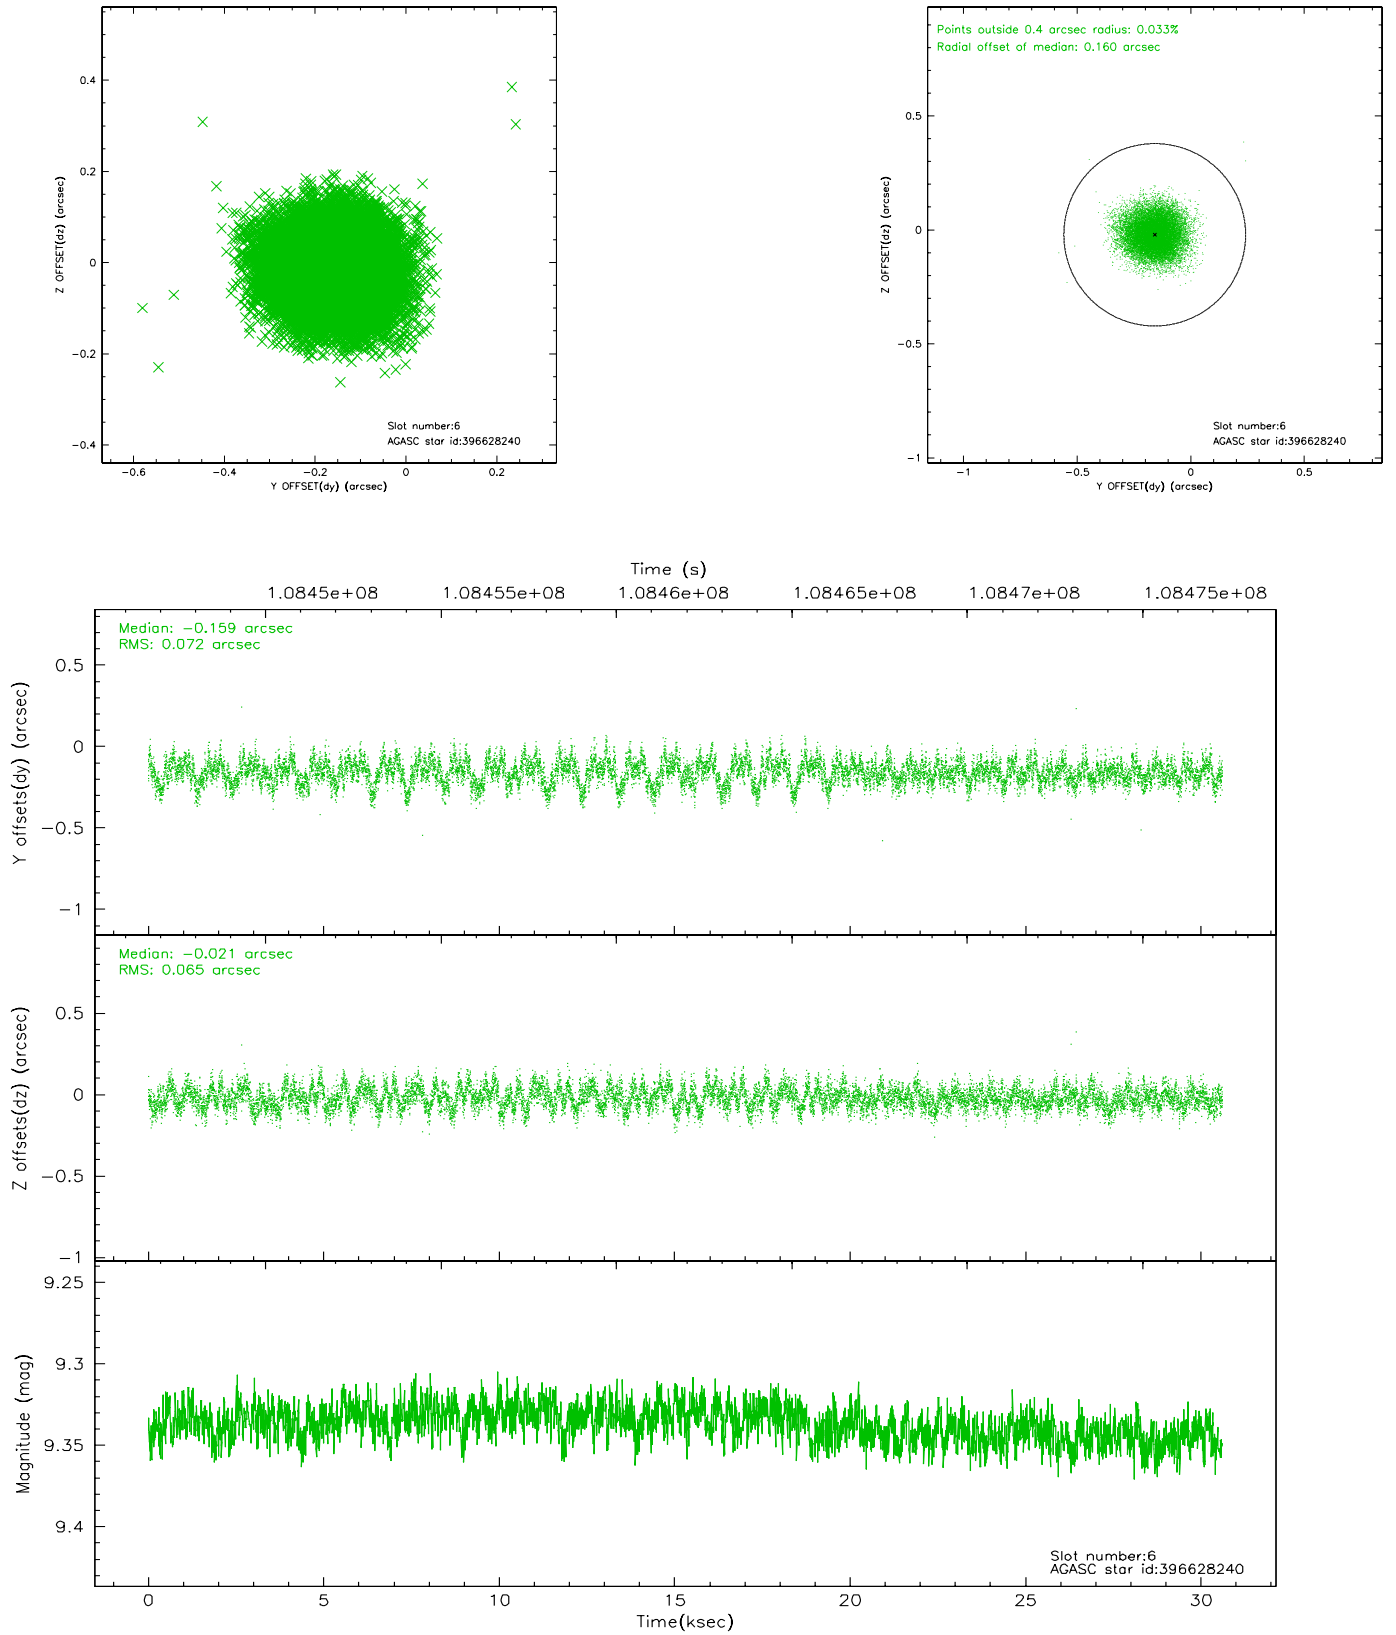 0.4
0.2
0
−0.2
−0.4
Z OFFSET(dz) (arcsec)
Slot number:6
AGASC star id:396628240
−0.6 −0.4 −0.2 0 0.2
Y OFFSET(dy) (arcsec)
Points outside 0.4 arcsec radius: 0.033%
Radial offset of median: 0.160 arcsec
0.5
0
−0.5
−1
Z OFFSET(dz) (arcsec)
Slot number:6
AGASC star id:396628240
−1 −0.5 0 0.5
Y OFFSET(dy) (arcsec)
Time (s)
1.0845e+08 1.08455e+08 1.0846e+08 1.08465e+08 1.0847e+08 1.08475e+08
Median: −0.159 arcsec
RMS: 0.072 arcsec
0.5
0
−0.5
−1
Y offsets(dy) (arcsec)
Median: −0.021 arcsec
RMS: 0.065 arcsec
0.5
0
−0.5
−1
Z offsets(dz) (arcsec)
9.25
9.3
9.35
9.4
Magnitude (mag)
Slot number:6
AGASC star id:396628240
0 5 10 15 20 25 30
Time(ksec)